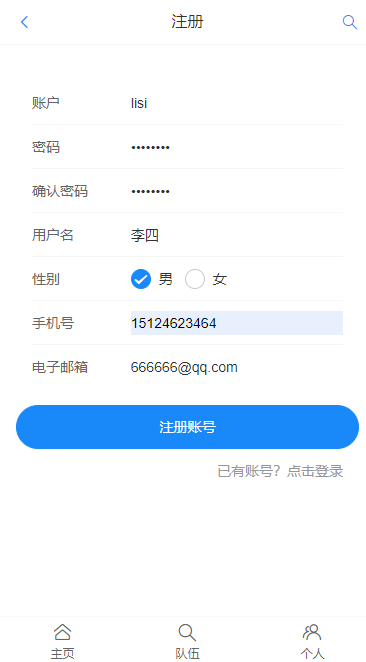 注册
账户 lisi
密码 ••••••••
确认密码 ••••••••
用户名 李四
性别 男 女
手机号 15124623464
电子邮箱 666666@qq.com
注册账号
已有账号？点击登录
主页 队伍 个人